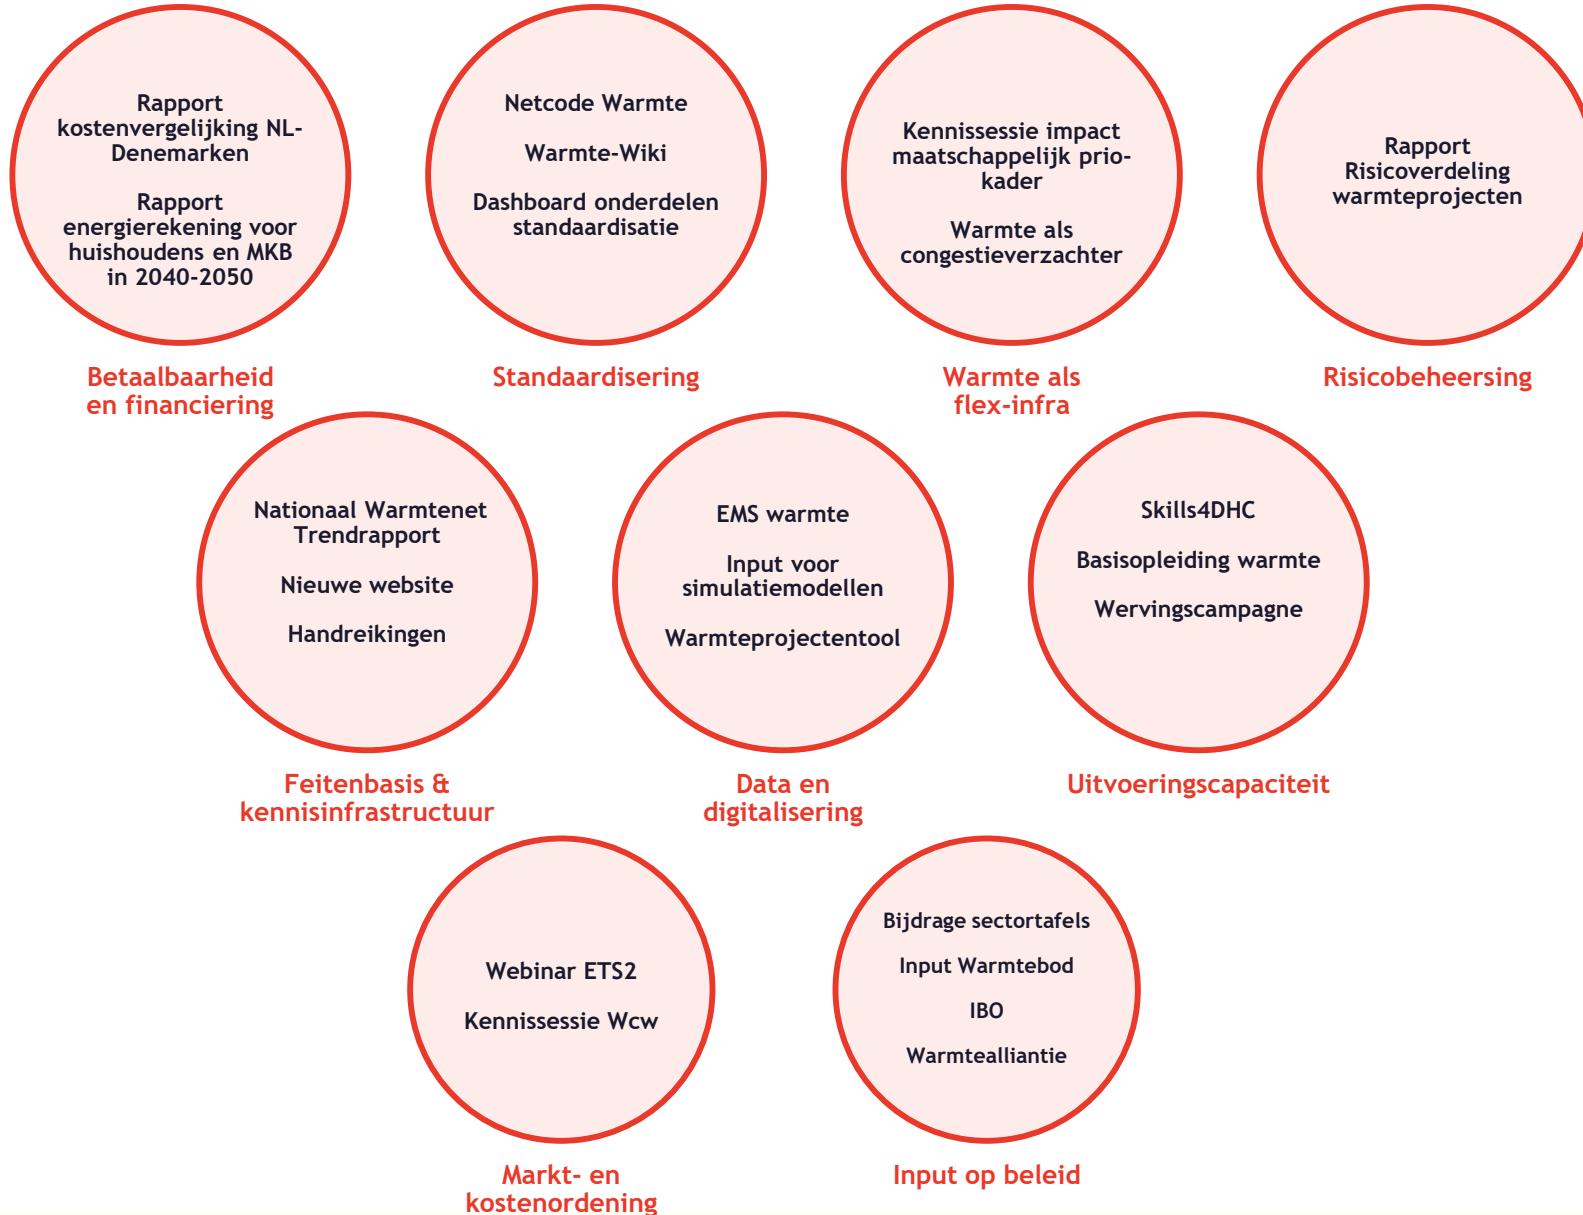 Rapport
kostenvergelijking NL-
Denemarken
Rapport
energierekening voor
huishoudens en MKB
in 2040-2050
Betaalbaarheid
en financiering
Netcode Warmte
Warmte-Wiki
Dashboard onderdelen
standaardisatie
Standaardisering
Kennissessie impact
maatschappelijk prio-
kader
Warmte als
congestieverzachter
Warmte als
flex-infra
Rapport
Risicoverdeling
warmteprojecten
Risicobeheersing
Nationaal Warmtenet
Trendrapport
Nieuwe website
Handreikingen
Feitenbasis &
kennisinfrastructuur
EMS warmte
Input voor
simulatiemodellen
Warmteprojectentool
Data en
digitalisering
Skills4DHC
Basisopleiding warmte
Wervingscampagne
Uitvoeringscapaciteit
Webinar ETS2
Kennissessie Wcw
Markt- en
kostenordening
Bijdrage sectortafels
Input Warmtebod
IBO
Warmtealliantie
Input op beleid